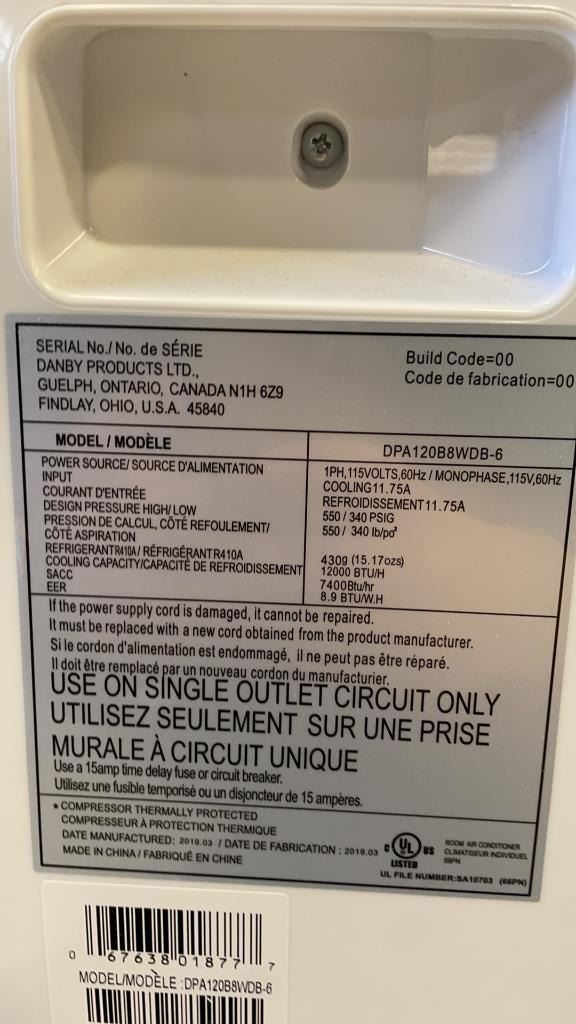 SERIAL No./ No. de SÉRIE
DANBY PRODUCTS LTD.,
GUELPH, ONTARIO, CANADA N1H 6Z9
FINDLAY, OHIO, U.S.A. 45840
Build Code=00
Code de fabrication=00
MODEL / MODÈLE
DPA120B8WDB-6
POWER SOURCE/ SOURCE D'ALIMENTATION
1PH,115VOLTS,60Hz / MONOPHASE,115V,60Hz
INPUT
COOLING11.75A
COURANT D'ENTRÉE
REFROIDISSEMENT11.75A
DESIGN PRESSURE HIGH/ LOW
550 / 340 PSIG
PRESSION DE CALCUL, CÔTÉ REFOULEMENT/
550 / 340 lb/po²
CÔTÉ ASPIRATION
REFRIGERANTR410A/ RÉFRIGÉRANTR410A
430g (15.17ozs)
COOLING CAPACITY/CAPACITÉ DE REFROIDISSEMENT
12000 BTU/H
SACC
7400Btu/hr
EER
8.9 BTU/W.H
If the power supply cord is damaged, it cannot be repaired.
It must be replaced with a new cord obtained from the product manufacturer.
Si le cordon d'alimentation est endommagé, il ne peut pas être réparé.
Il doit être remplacé par un nouveau cordon du manufacturier.
USE ON SINGLE OUTLET CIRCUIT ONLY
UTILISEZ SEULEMENT SUR UNE PRISE
MURALE À CIRCUIT UNIQUE
Use a 15amp time delay fuse or circuit breaker.
Utilisez une fusible temporisé ou un disjoncteur de 15 ampères.
* COMPRESSOR THERMALLY PROTECTED
COMPRESSEUR À PROTECTION THERMIQUE
DATE MANUFACTURED: 2019.03 / DATE DE FABRICATION : 2019.03
MADE IN CHINA / FABRIQUÉ EN CHINE
C UL US
LISTED
ROOM AIR CONDITIONER
CLIMATISEUR INDIVIDUEL
59PN
UL FILE NUMBER:SA10703 (66PN)
0 67638 01877 7
MODEL/MODÈLE :DPA120B8WDB-6